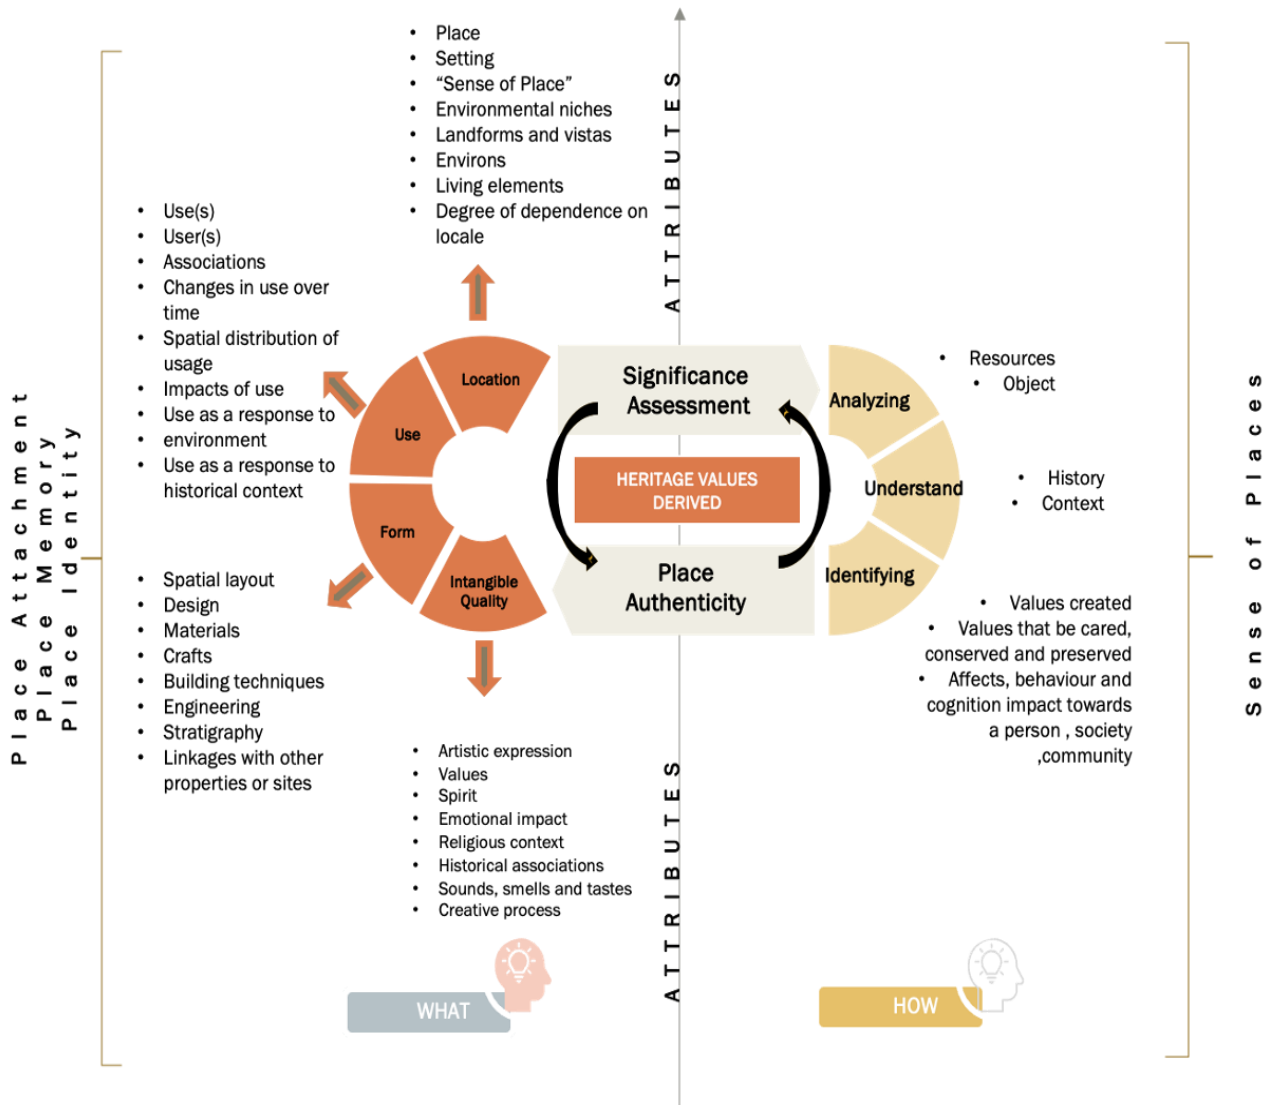 • Place
• Setting
• “Sense of Place”
• Environmental niches
• Landforms and vistas
• Environs
• Living elements
• Degree of dependence on
locale
ATTRIBUTES
• Use(s)
• User(s)
• Associations
• Changes in use over
time
• Spatial distribution of
usage
• Impacts of use
• Use as a response to
• environment
• Use as a response to
historical context
Place Attachment
Place Memory
Place Identity
Location
Use
Form
Intangible
Quality
Significance
Assessment
HERITAGE VALUES
DERIVED
Place
Authenticity
Analyzing
Understand
Identifying
• Resources
• Object
• History
• Context
• Values created
• Values that be cared,
conserved and preserved
• Affects, behaviour and
cognition impact towards
a person , society
,community
Sense of Places
• Spatial layout
• Design
• Materials
• Crafts
• Building techniques
• Engineering
• Stratigraphy
• Linkages with other
properties or sites
• Artistic expression
• Values
• Spirit
• Emotional impact
• Religious context
• Historical associations
• Sounds, smells and tastes
• Creative process
ATTRIBUTES
WHAT
HOW